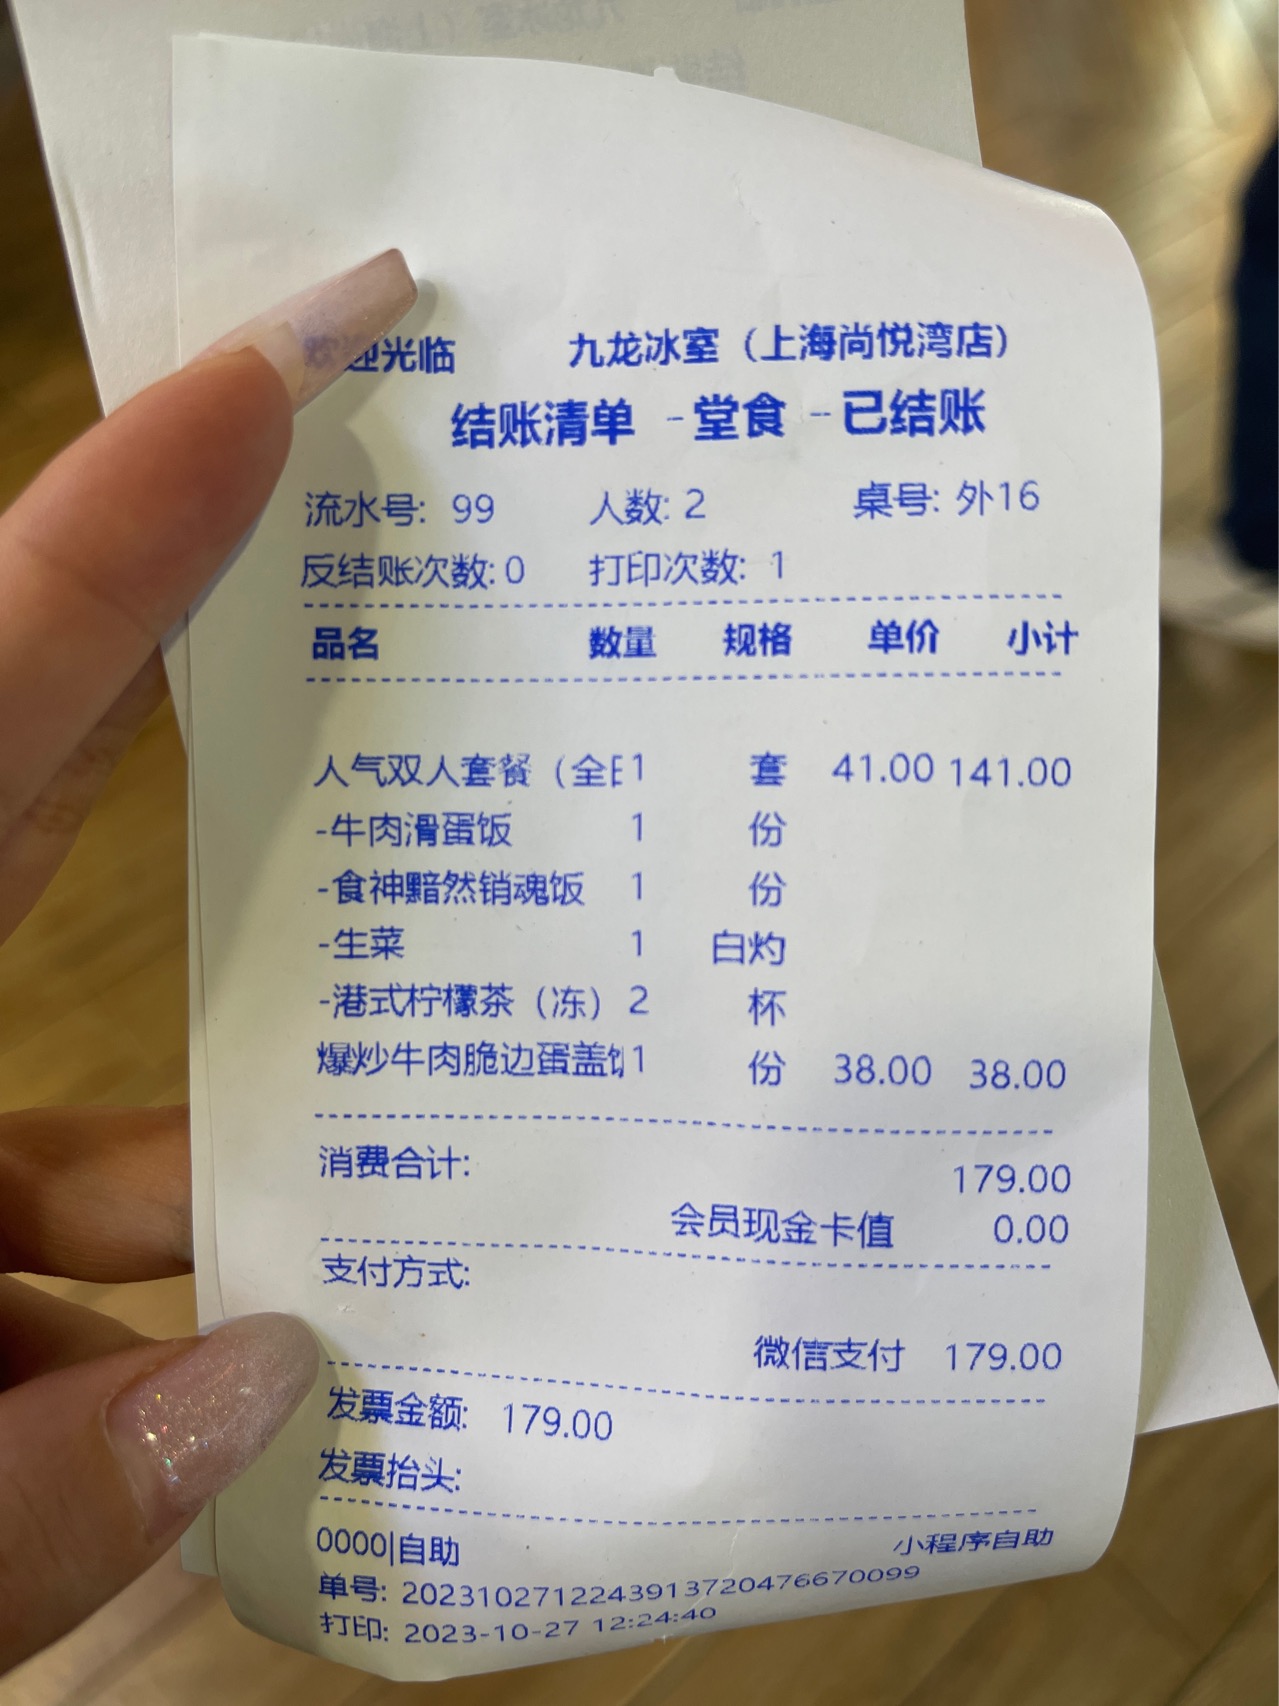 欢迎光临 九龙冰室（上海尚悦湾店）
结账清单 - 堂食 -- 已结账
流水号: 99 人数: 2 桌号: 外16
反结账次数: 0 打印次数: 1
品名 数量 规格 单价 小计
人气双人套餐（全 1 套 41.00 141.00
-牛肉滑蛋饭 1 份
-食神黯然销魂饭 1 份
-生菜 1 白灼
-港式柠檬茶（冻） 2 杯
爆炒牛肉脆边蛋盖 1 份 38.00 38.00
消费合计: 179.00
会员现金卡值 0.00
支付方式:
微信支付 179.00
发票金额: 179.00
发票抬头:
0000|自助 小程序自助
单号: 2023102712243913720476670099
打印: 2023-10-27 12:24:40